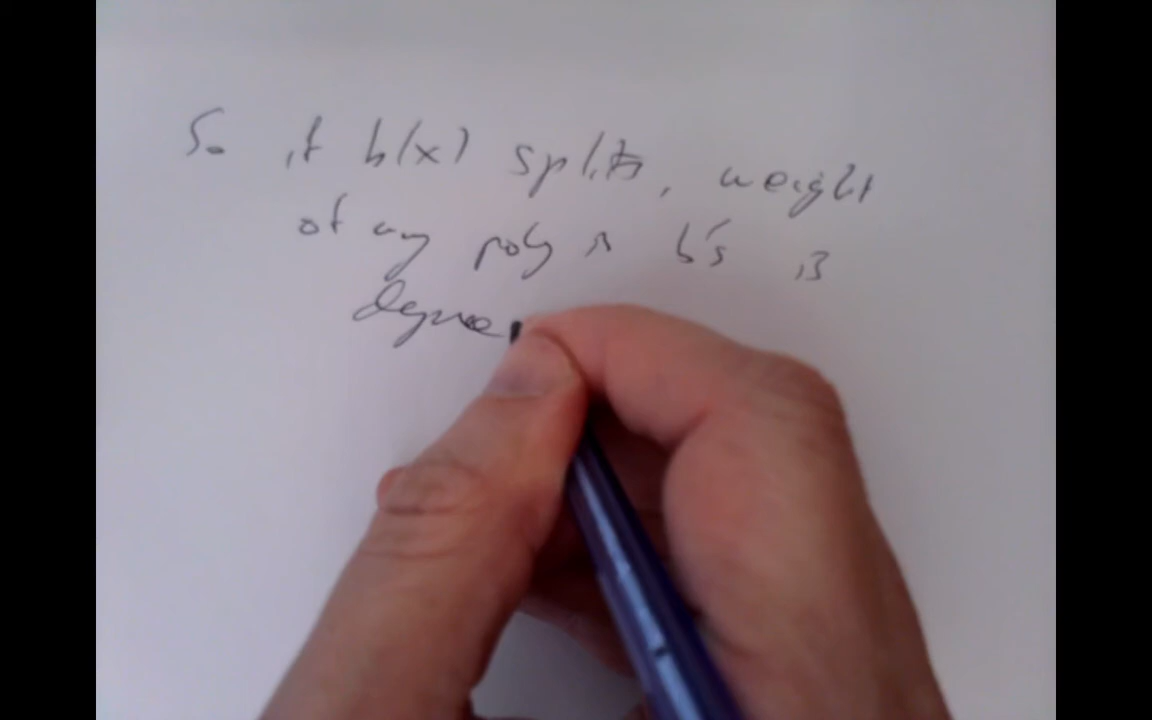 So if b(x) splits, weight
of any poly in b's is
degree